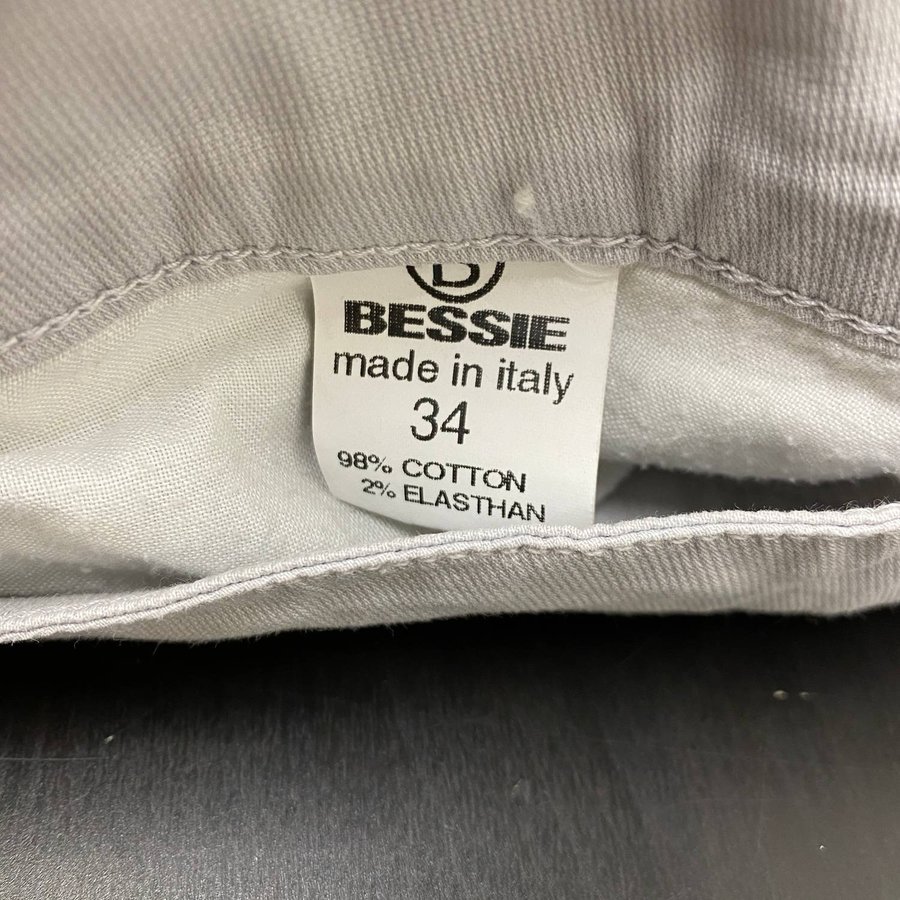 D
BESSIE
made in italy
34
98% COTTON
2% ELASTHAN